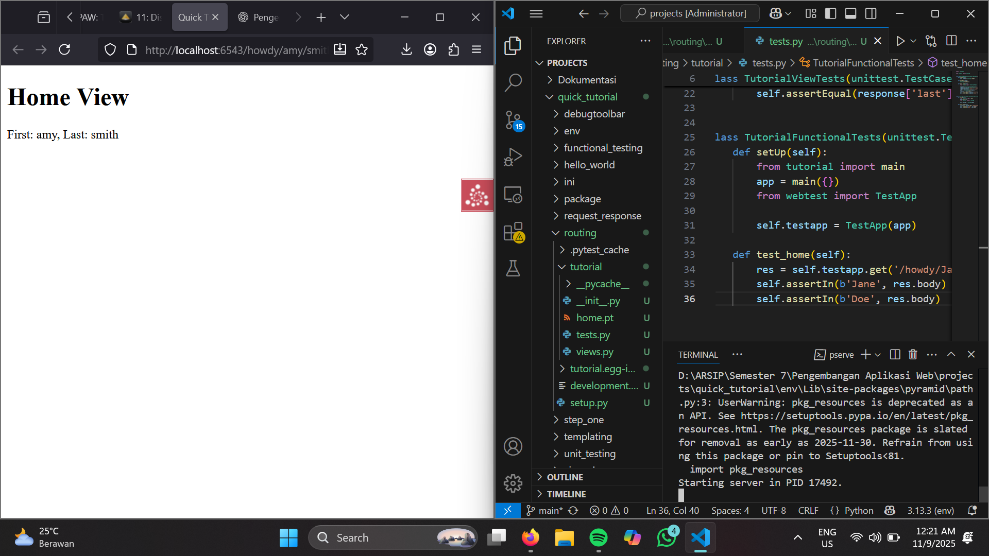 PAW:
11: Di
Quick T
Penge
http://localhost:6543/howdy/amy/smit
Home View
First: amy, Last: smith
projects [Administrator]
EXPLORER
PROJECTS
Dokumentasi
quick_tutorial
debugtoolbar
env
functional_testing
hello_world
ini
package
request_response
routing
.pytest_cache
tutorial
__pycache__
__init__.py U
home.pt U
tests.py U
views.py U
tutorial.egg-i...
development.... U
setup.py U
step_one
templating
unit_testing
OUTLINE
TIMELINE
15
...\routing\... U
tests.py ...\routing\... U
ting > tutorial > tests.py > TutorialFunctionalTests > test_home
6 lass TutorialViewTests(unittest.TestCase
22 self.assertEqual(response['last']
23
24
25 lass TutorialFunctionalTests(unittest.Te
26 def setUp(self):
27 from tutorial import main
28 app = main({})
29 from webtest import TestApp
30
31 self.testapp = TestApp(app)
32
33 def test_home(self):
34 res = self.testapp.get('/howdy/Ja
35 self.assertIn(b'Jane', res.body)
36 self.assertIn(b'Doe', res.body)
TERMINAL
pserve
D:\ARSIP\Semester 7\Pengembangan Aplikasi Web\projec
ts\quick_tutorial\env\Lib\site-packages\pyramid\path
.py:3: UserWarning: pkg_resources is deprecated as a
n API. See https://setuptools.pypa.io/en/latest/pkg_
resources.html. The pkg_resources package is slated
for removal as early as 2025-11-30. Refrain from usi
ng this package or pin to Setuptools<81.
import pkg_resources
Starting server in PID 17492.
main*
0 0
Ln 36, Col 40
Spaces: 4
UTF-8
CRLF
{} Python
3.13.3 (env)
25°C
Berawan
Search
4
ENG
US
12:21 AM
11/9/2025